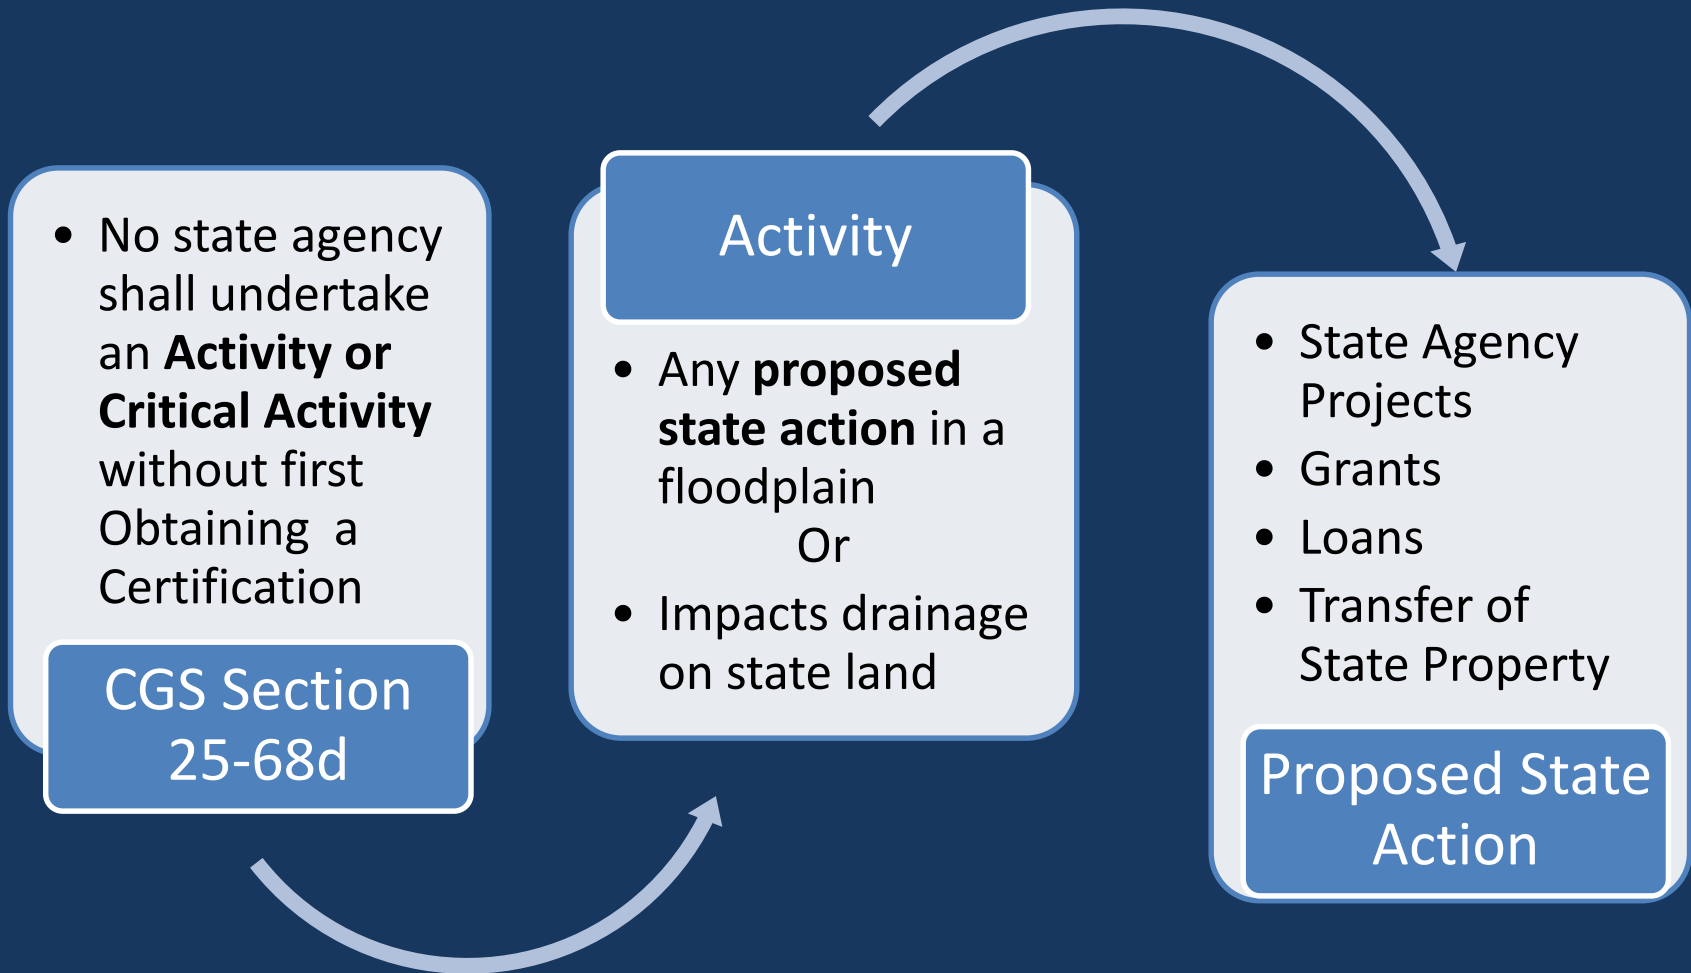 • No state agency
shall undertake
an Activity or
Critical Activity
without first
Obtaining  a
Certification
CGS Section
25-68d
Activity
• Any proposed
state action in a
floodplain
Or
• Impacts drainage
on state land
• State Agency
Projects
• Grants
• Loans
• Transfer of
State Property
Proposed State
Action